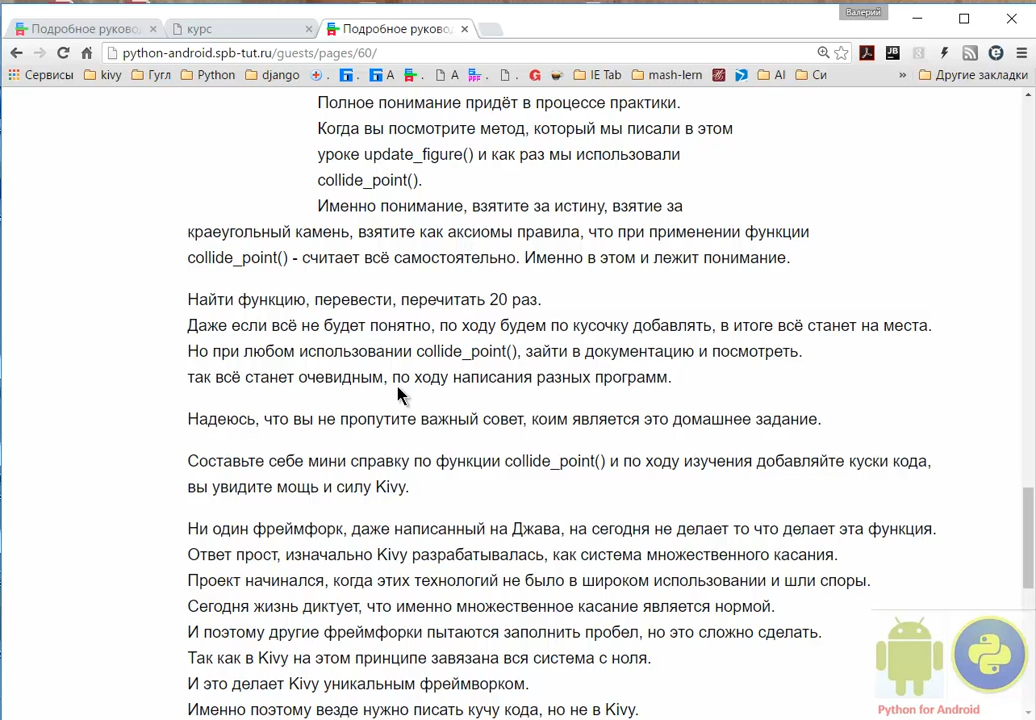 Валерий
Подробное руково
курс
Подробное руково
python-android.spb-tut.ru/guests/pages/60/
Сервисы kivy Гугл Python django A A IE Tab mash-lern AI Си » Другие закладки
Полное понимание придёт в процессе практики.
Когда вы посмотрите метод, который мы писали в этом
уроке update_figure() и как раз мы использовали
collide_point().
Именно понимание, взятите за истину, взятие за
краеугольный камень, взятите как аксиомы правила, что при применении функции
collide_point() - считает всё самостоятельно. Именно в этом и лежит понимание.
Найти функцию, перевести, перечитать 20 раз.
Даже если всё не будет понятно, по ходу будем по кусочку добавлять, в итоге всё станет на места.
Но при любом использовании collide_point(), зайти в документацию и посмотреть.
так всё станет очевидным, по ходу написания разных программ.
Надеюсь, что вы не пропутите важный совет, коим является это домашнее задание.
Составьте себе мини справку по функции collide_point() и по ходу изучения добавляйте куски кода,
вы увидите мощь и силу Kivy.
Ни один фреймфорк, даже написанный на Джава, на сегодня не делает то что делает эта функция.
Ответ прост, изначально Kivy разрабатывалась, как система множественного касания.
Проект начинался, когда этих технологий не было в широком использовании и шли споры.
Сегодня жизнь диктует, что именно множественное касание является нормой.
И поэтому другие фреймфорки пытаются заполнить пробел, но это сложно сделать.
Так как в Kivy на этом принципе завязана вся система с ноля.
И это делает Kivy уникальным фреймворком.
Именно поэтому везде нужно писать кучу кода, но не в Kivy.
Python for Android